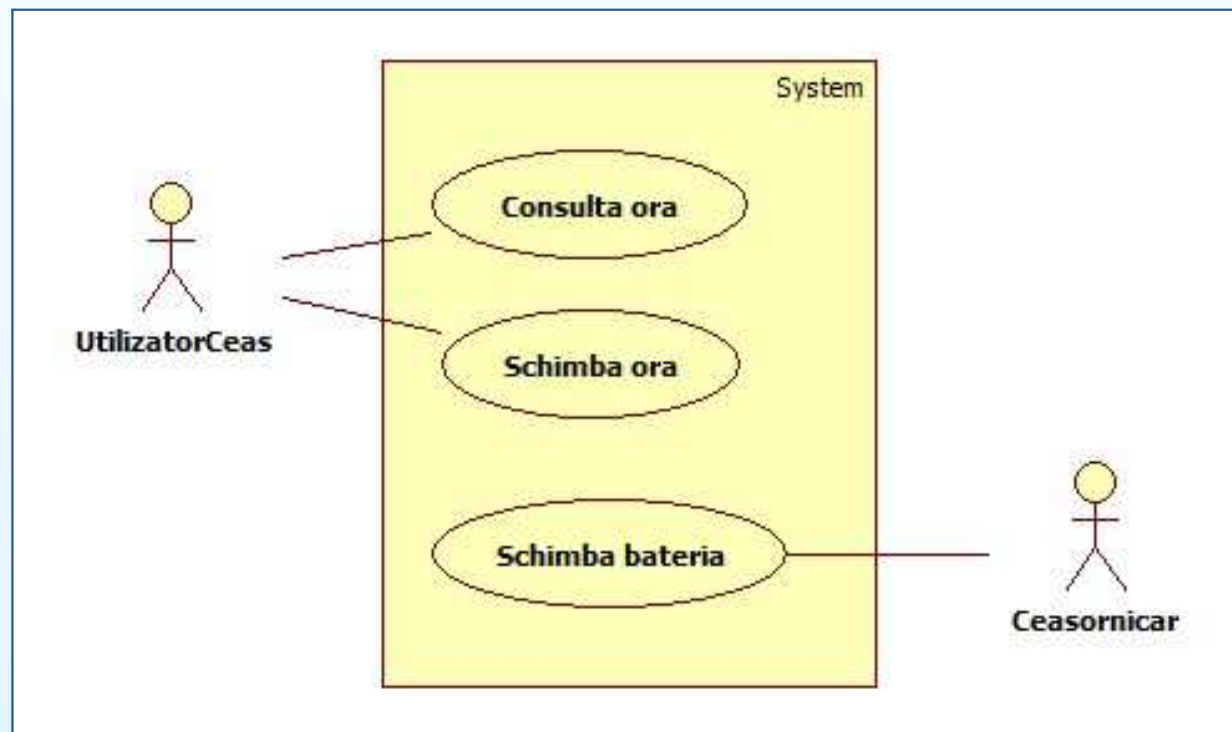 System
Consulta ora
UtilizatorCeas
Schimba ora
Schimba bateria
Ceasornicar